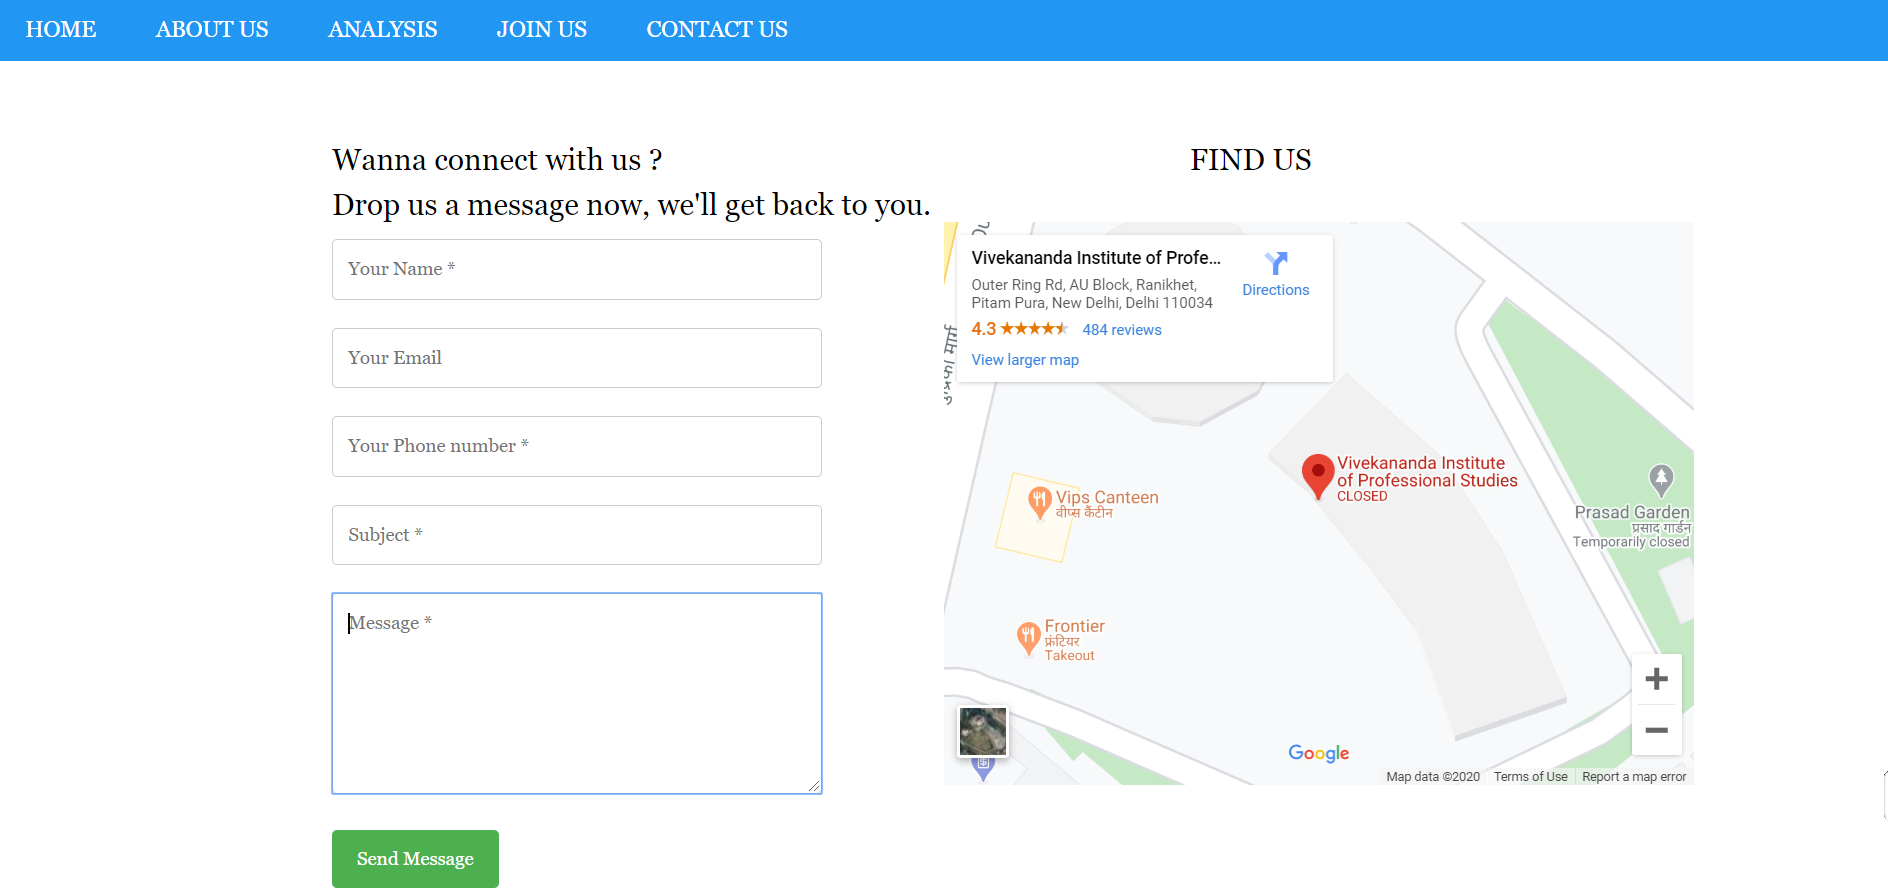 HOME ABOUT US ANALYSIS JOIN US CONTACT US
Wanna connect with us ?
Drop us a message now, we'll get back to you.
Your Name *
Your Email
Your Phone number *
Subject *
Message *
Send Message
FIND US
Vivekananda Institute of Profe...
Outer Ring Rd, AU Block, Ranikhet,
Pitam Pura, New Delhi, Delhi 110034
4.3 484 reviews
Directions
View larger map
Vivekananda Institute
of Professional Studies
CLOSED
Vips Canteen
वीप्स कैंटीन
Prasad Garden
प्रसाद गार्डन
Temporarily closed
Frontier
फ्रंटियर
Takeout
Google
Map data ©2020 Terms of Use Report a map error